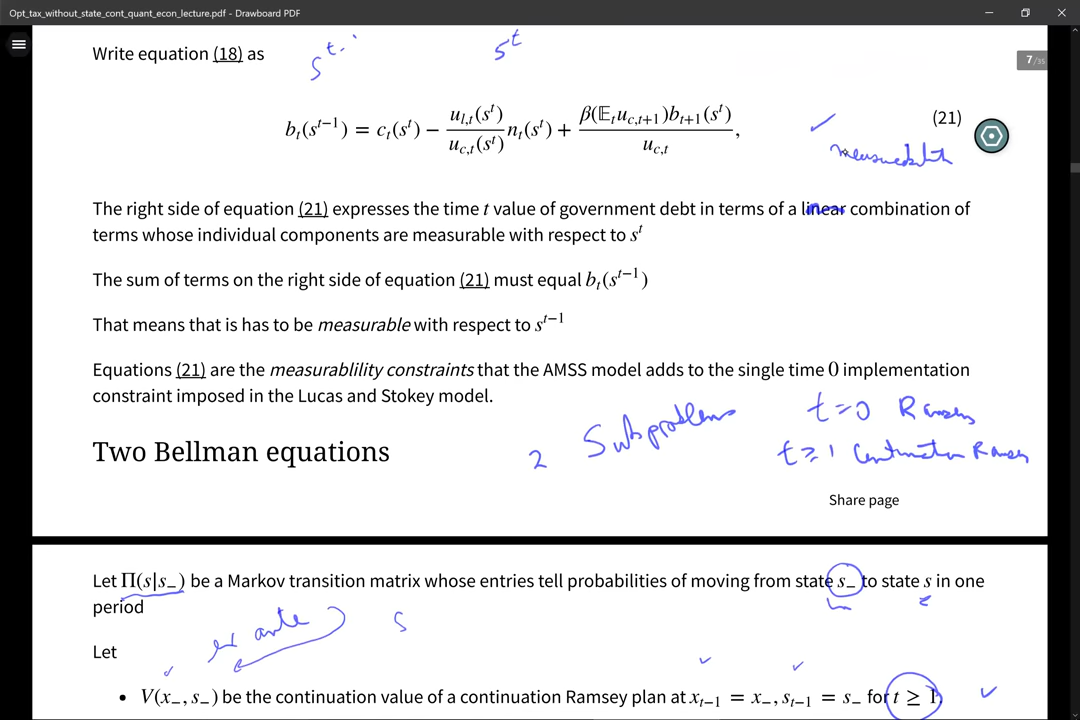 Opt_tax_without_state_cont_quant_econ_lecture.pdf - Drawboard PDF
7 /35
Write equation (18) as
s^{t-1} s^t
b_t(s^{t−1}) = c_t(s^t) − u_{l,t}(s^t) / u_{c,t}(s^t) n_t(s^t) + β(𝔼_t u_{c,t+1})b_{t+1}(s^t) / u_{c,t} , (21)
The right side of equation (21) expresses the time t value of government debt in terms of a linear combination of
terms whose individual components are measurable with respect to s^t
The sum of terms on the right side of equation (21) must equal b_t(s^{t−1})
That means that is has to be measurable with respect to s^{t−1}
Equations (21) are the measurablility constraints that the AMSS model adds to the single time 0 implementation
constraint imposed in the Lucas and Stokey model.
t=0 Ramsey
2 Subproblems
Two Bellman equations
t≥1 Continuation Ramsey
Share page
Let Π(s|s_−) be a Markov transition matrix whose entries tell probabilities of moving from state s_− to state s in one
period
ex ante s
Let
• V(x_−, s_−) be the continuation value of a continuation Ramsey plan at x_{t−1} = x_−, s_{t−1} = s_− for t ≥ 1,